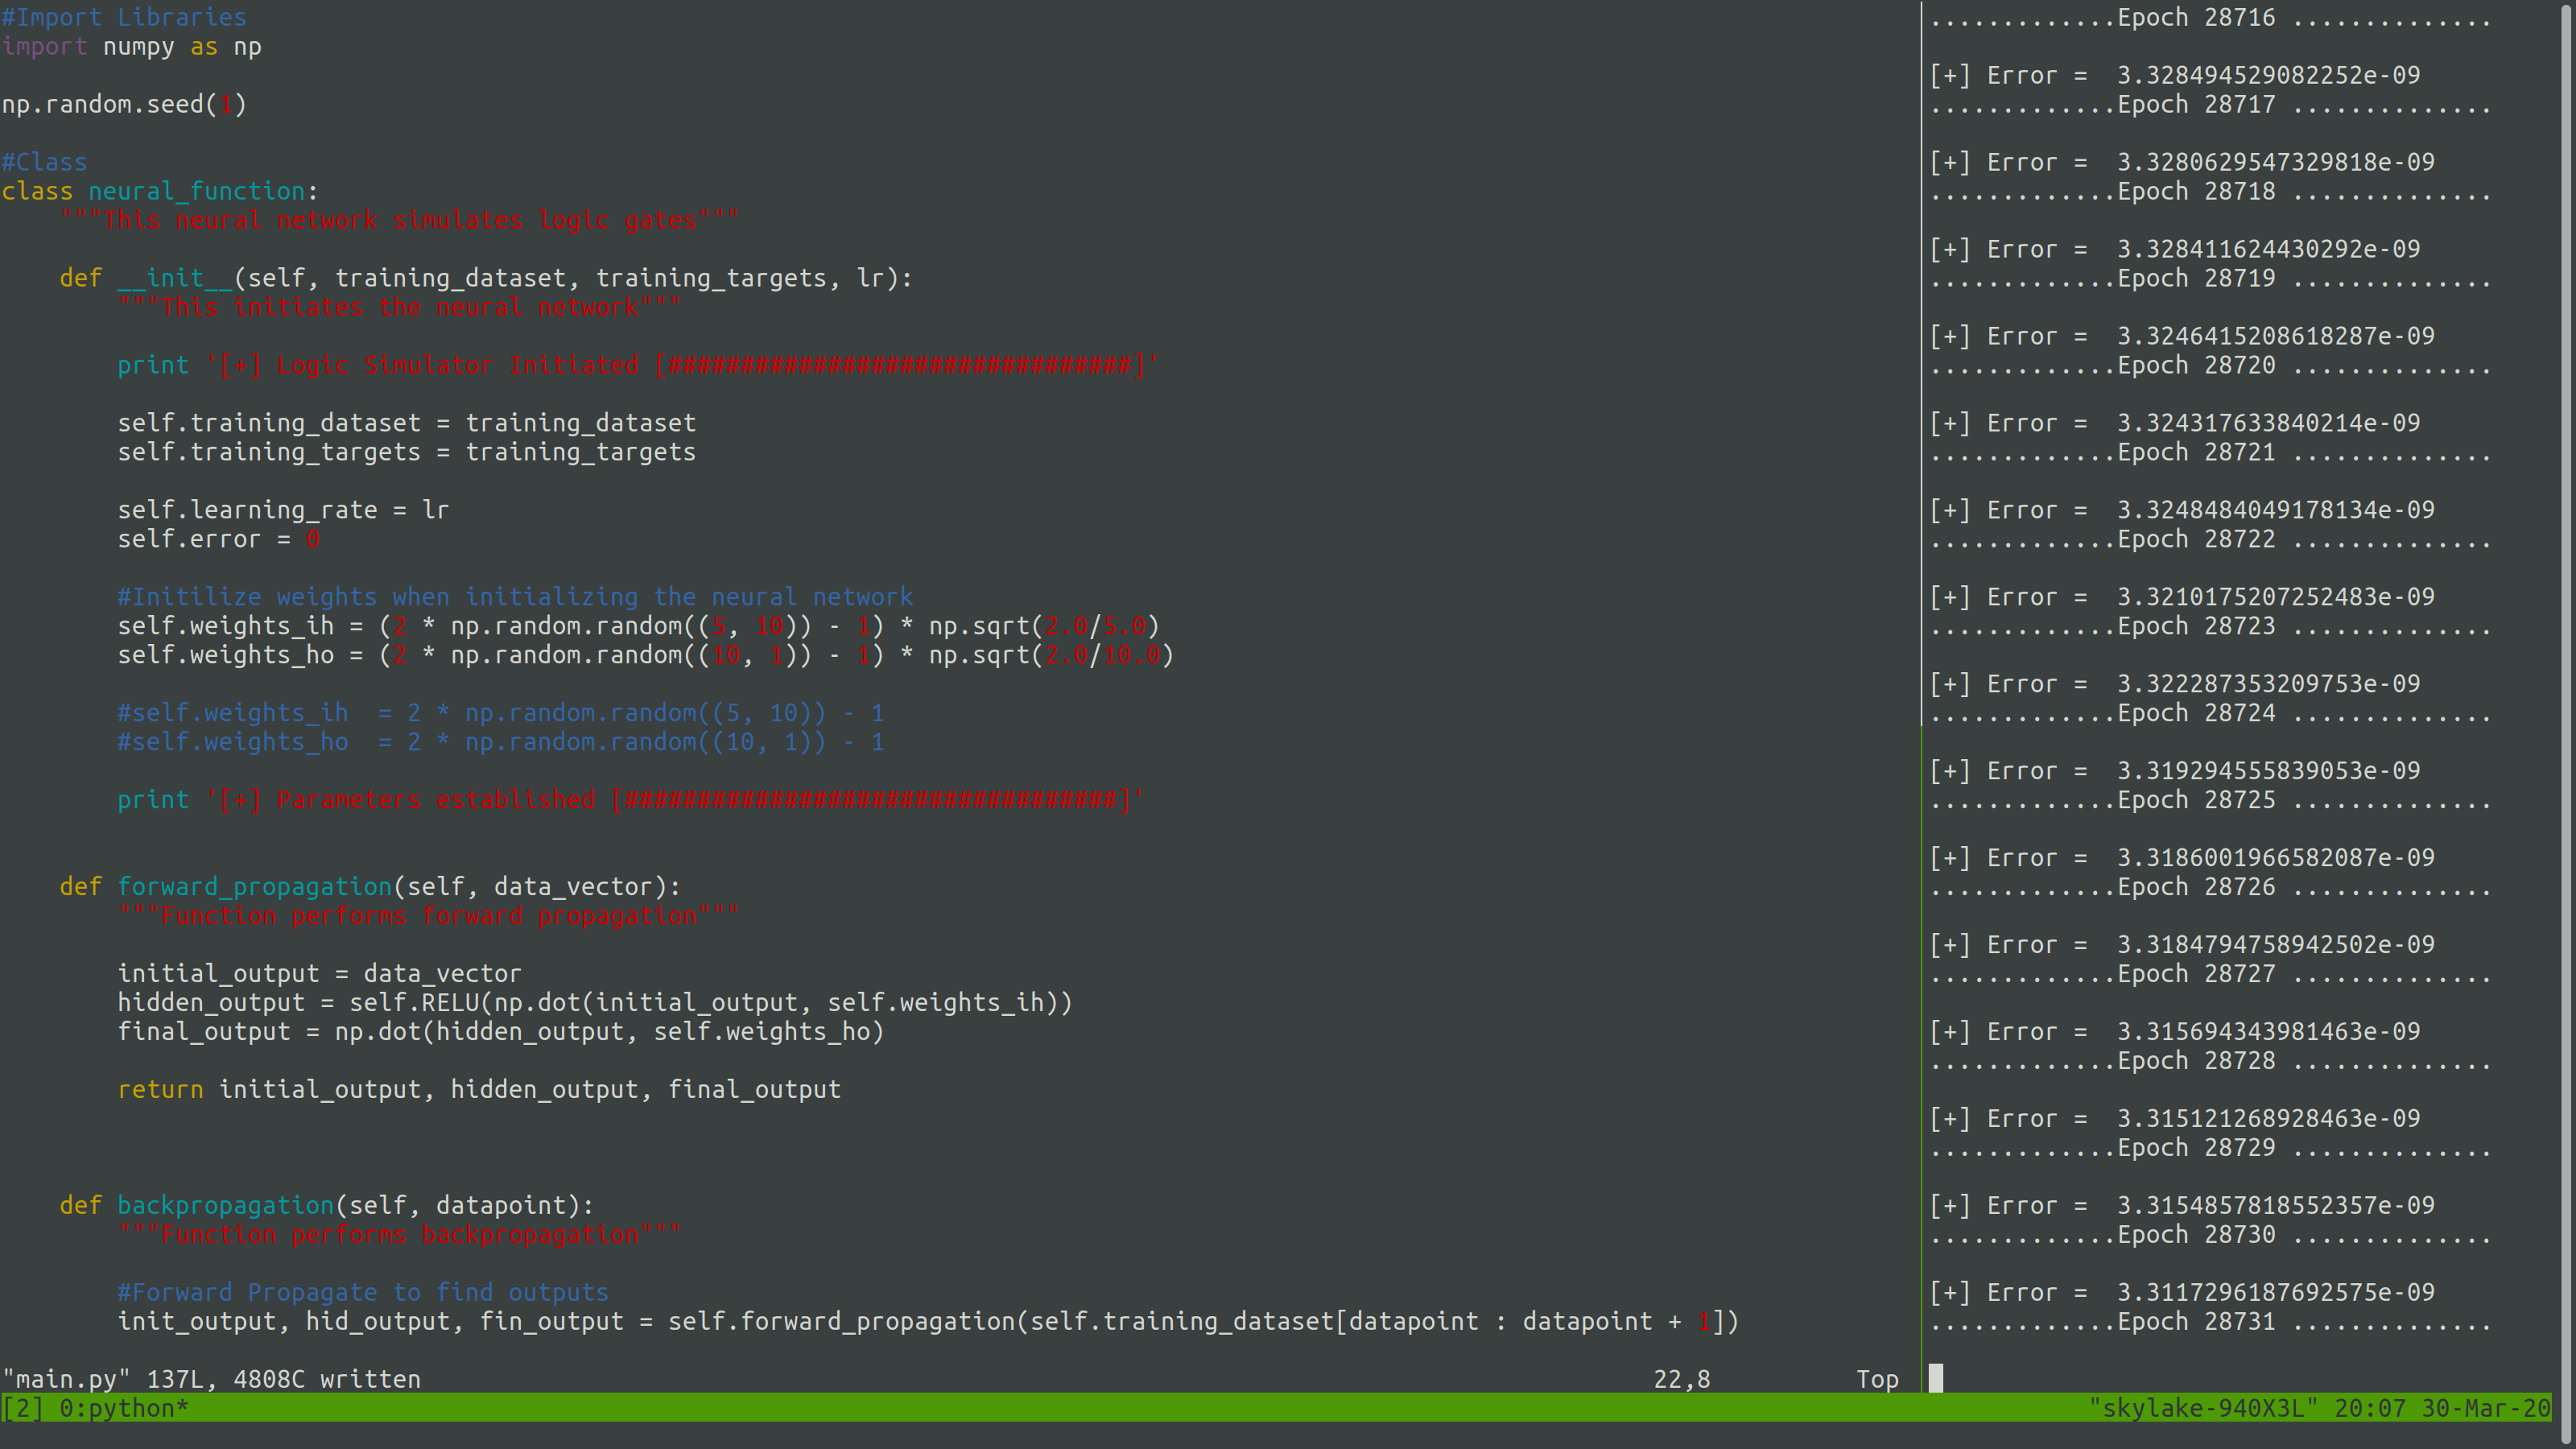 #Import Libraries
import numpy as np
np.random.seed(1)
#Class
class neural_function:
    """This neural network simulates logic gates"""
    def __init__(self, training_dataset, training_targets, lr):
        """This initiates the neural network"""
        print '[+] Logic Simulator Initiated [################################]'
        self.training_dataset = training_dataset
        self.training_targets = training_targets
        self.learning_rate = lr
        self.error = 0
        #Initilize weights when initializing the neural network
        self.weights_ih = (2 * np.random.random((5, 10)) - 1) * np.sqrt(2.0/5.0)
        self.weights_ho = (2 * np.random.random((10, 1)) - 1) * np.sqrt(2.0/10.0)
        #self.weights_ih  = 2 * np.random.random((5, 10)) - 1
        #self.weights_ho  = 2 * np.random.random((10, 1)) - 1
        print '[+] Parameters established [##################################]'
    def forward_propagation(self, data_vector):
        """Function performs forward propagation"""
        initial_output = data_vector
        hidden_output = self.RELU(np.dot(initial_output, self.weights_ih))
        final_output = np.dot(hidden_output, self.weights_ho)
        return initial_output, hidden_output, final_output
    def backpropagation(self, datapoint):
        """Function performs backpropagation"""
        #Forward Propagate to find outputs
        init_output, hid_output, fin_output = self.forward_propagation(self.training_dataset[datapoint : datapoint + 1])
"main.py" 137L, 4808C written 22,8 Top
.............Epoch 28716 ..............
[+] Error =  3.328494529082252e-09
.............Epoch 28717 ..............
[+] Error =  3.3280629547329818e-09
.............Epoch 28718 ..............
[+] Error =  3.328411624430292e-09
.............Epoch 28719 ..............
[+] Error =  3.3246415208618287e-09
.............Epoch 28720 ..............
[+] Error =  3.324317633840214e-09
.............Epoch 28721 ..............
[+] Error =  3.3248484049178134e-09
.............Epoch 28722 ..............
[+] Error =  3.3210175207252483e-09
.............Epoch 28723 ..............
[+] Error =  3.322287353209753e-09
.............Epoch 28724 ..............
[+] Error =  3.319294555839053e-09
.............Epoch 28725 ..............
[+] Error =  3.3186001966582087e-09
.............Epoch 28726 ..............
[+] Error =  3.3184794758942502e-09
.............Epoch 28727 ..............
[+] Error =  3.315694343981463e-09
.............Epoch 28728 ..............
[+] Error =  3.315121268928463e-09
.............Epoch 28729 ..............
[+] Error =  3.3154857818552357e-09
.............Epoch 28730 ..............
[+] Error =  3.3117296187692575e-09
.............Epoch 28731 ..............
[2] 0:python* "skylake-940X3L" 20:07 30-Mar-20